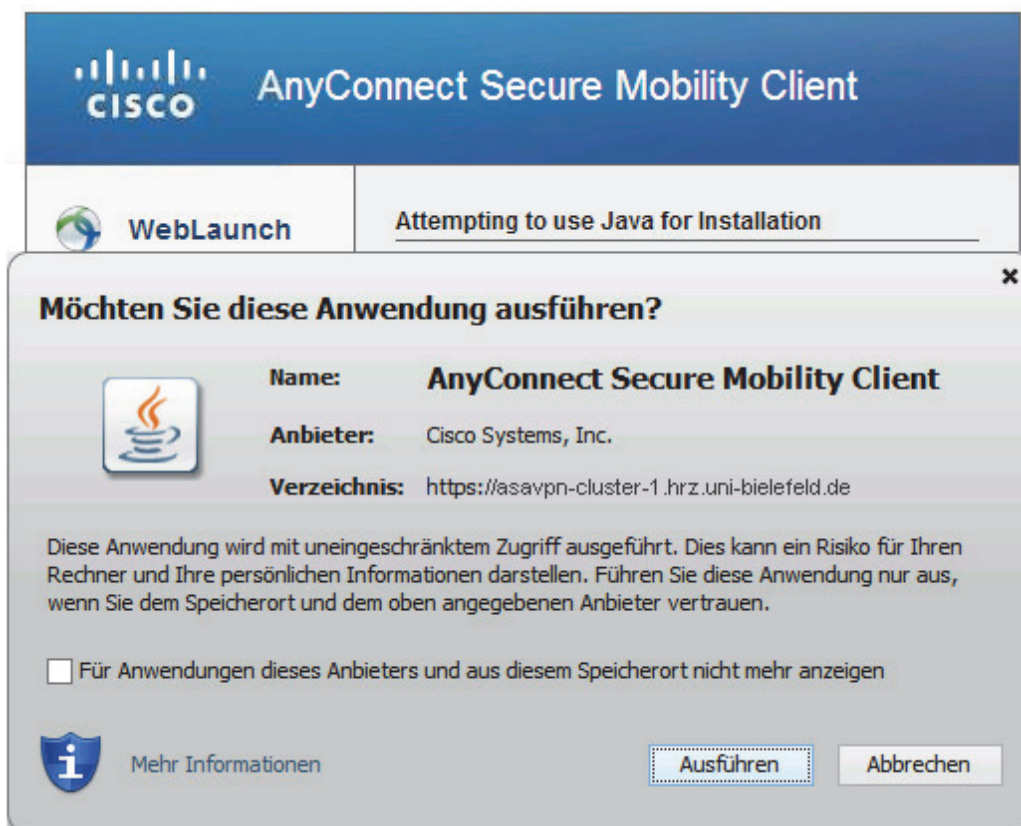 CISCO
AnyConnect Secure Mobility Client
WebLaunch
Attempting to use Java for Installation
Möchten Sie diese Anwendung ausführen?
Name: AnyConnect Secure Mobility Client
Anbieter: Cisco Systems, Inc.
Verzeichnis: https://asavpn-cluster-1.hrz.uni-bielefeld.de
Diese Anwendung wird mit uneingeschränktem Zugriff ausgeführt. Dies kann ein Risiko für Ihren
Rechner und Ihre persönlichen Informationen darstellen. Führen Sie diese Anwendung nur aus,
wenn Sie dem Speicherort und dem oben angegebenen Anbieter vertrauen.
Für Anwendungen dieses Anbieters und aus diesem Speicherort nicht mehr anzeigen
Mehr Informationen
Ausführen
Abbrechen